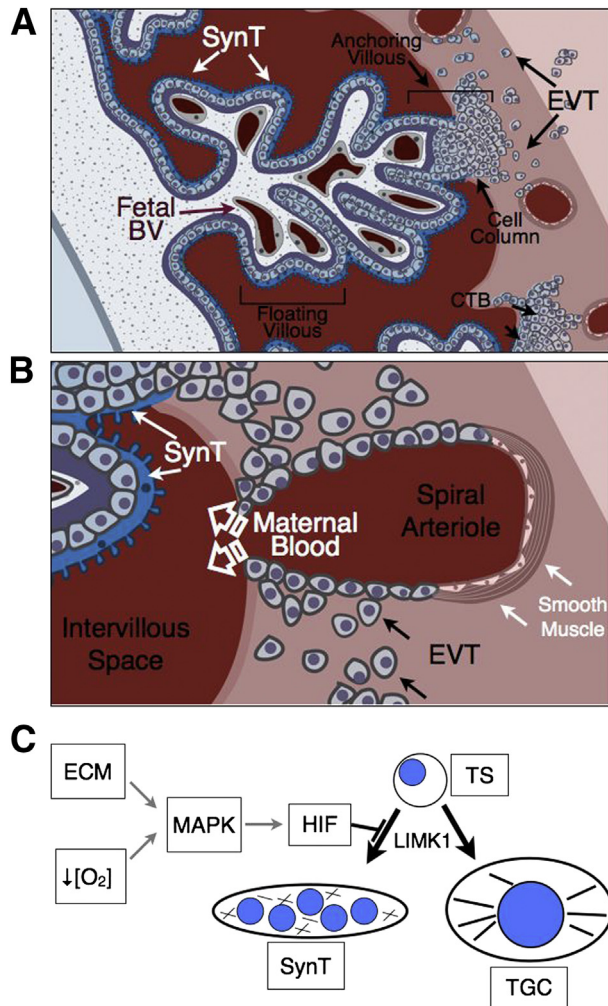 A
SynT
Anchoring
Villous
EVT
Fetal
BV
Cell
Column
Floating
Villous
CTB
B
SynT
Maternal
Blood
Spiral
Arteriole
Smooth
Muscle
Intervillous
Space
EVT
C
ECM
TS
MAPK
HIF
LIMK1
↓[O₂]
SynT
TGC